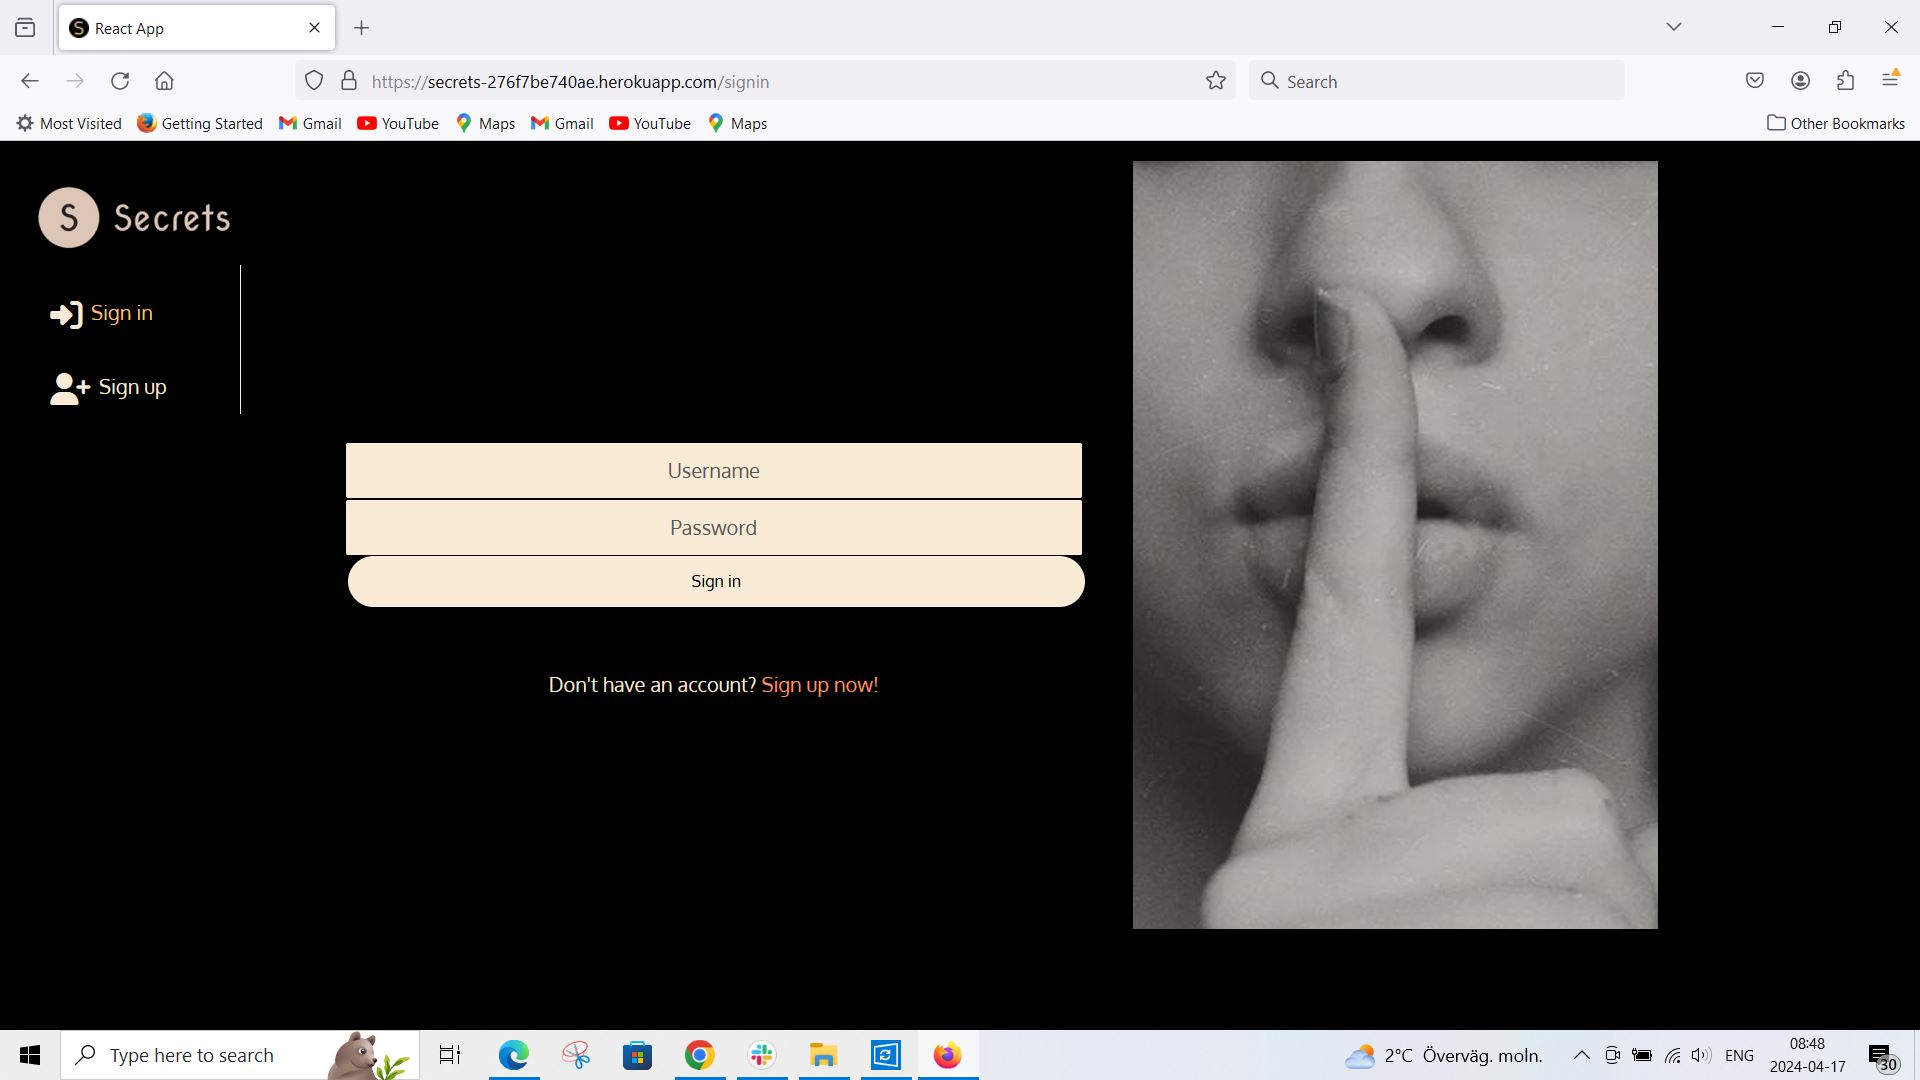 S React App
https://secrets-276f7be740ae.herokuapp.com/signin
Search
Most Visited Getting Started Gmail YouTube Maps Gmail YouTube Maps Other Bookmarks
S Secrets
Sign in
Sign up
Username
Password
Sign in
Don't have an account? Sign up now!
Type here to search
2°C Överväg. moln.
ENG
08:48
2024-04-17
30